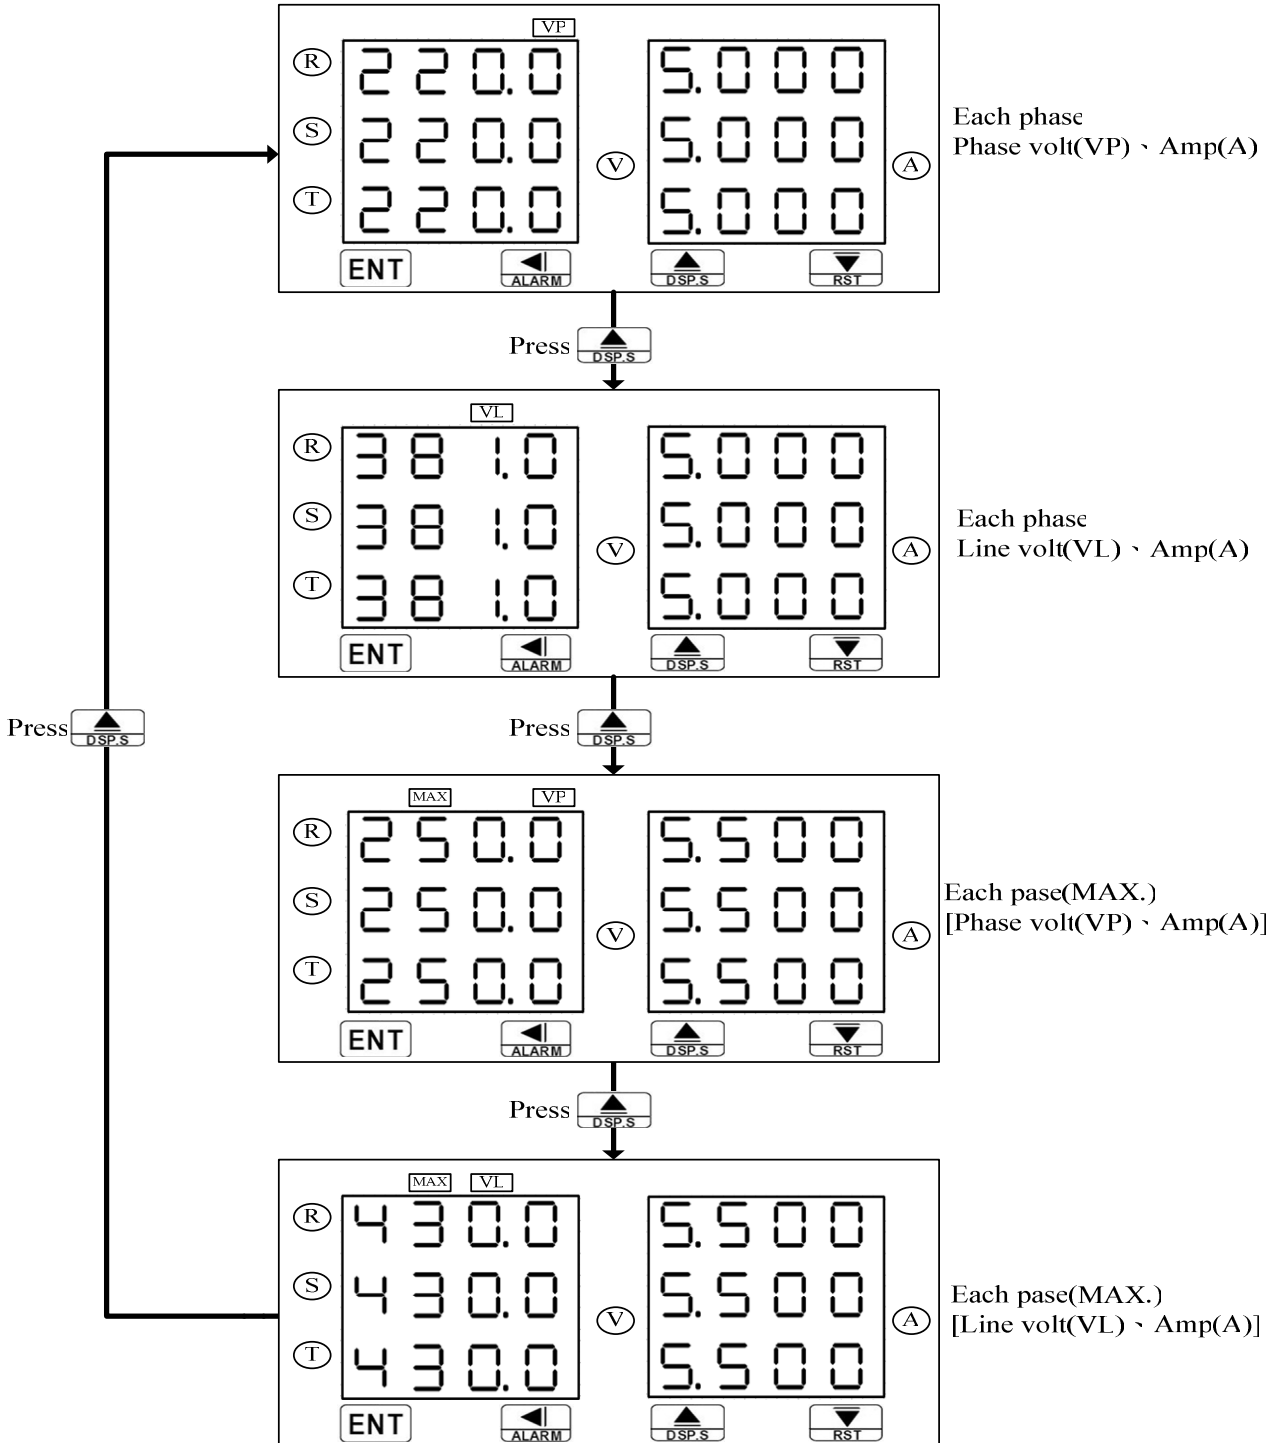 VP
R 220.0 5.000
S 220.0 5.000
T 220.0 5.000
V A
ENT ALARM DSP.S RST
Each phase
Phase volt(VP)、Amp(A)
Press DSP.S
VL
R 381.0 5.000
S 381.0 5.000
T 381.0 5.000
V A
ENT ALARM DSP.S RST
Each phase
Line volt(VL)、Amp(A)
Press DSP.S
Press DSP.S
MAX VP
R 250.0 5.500
S 250.0 5.500
T 250.0 5.500
V A
ENT ALARM DSP.S RST
Each pase(MAX.)
[Phase volt(VP)、Amp(A)]
Press DSP.S
MAX VL
R 430.0 5.500
S 430.0 5.500
T 430.0 5.500
V A
ENT ALARM DSP.S RST
Each pase(MAX.)
[Line volt(VL)、Amp(A)]